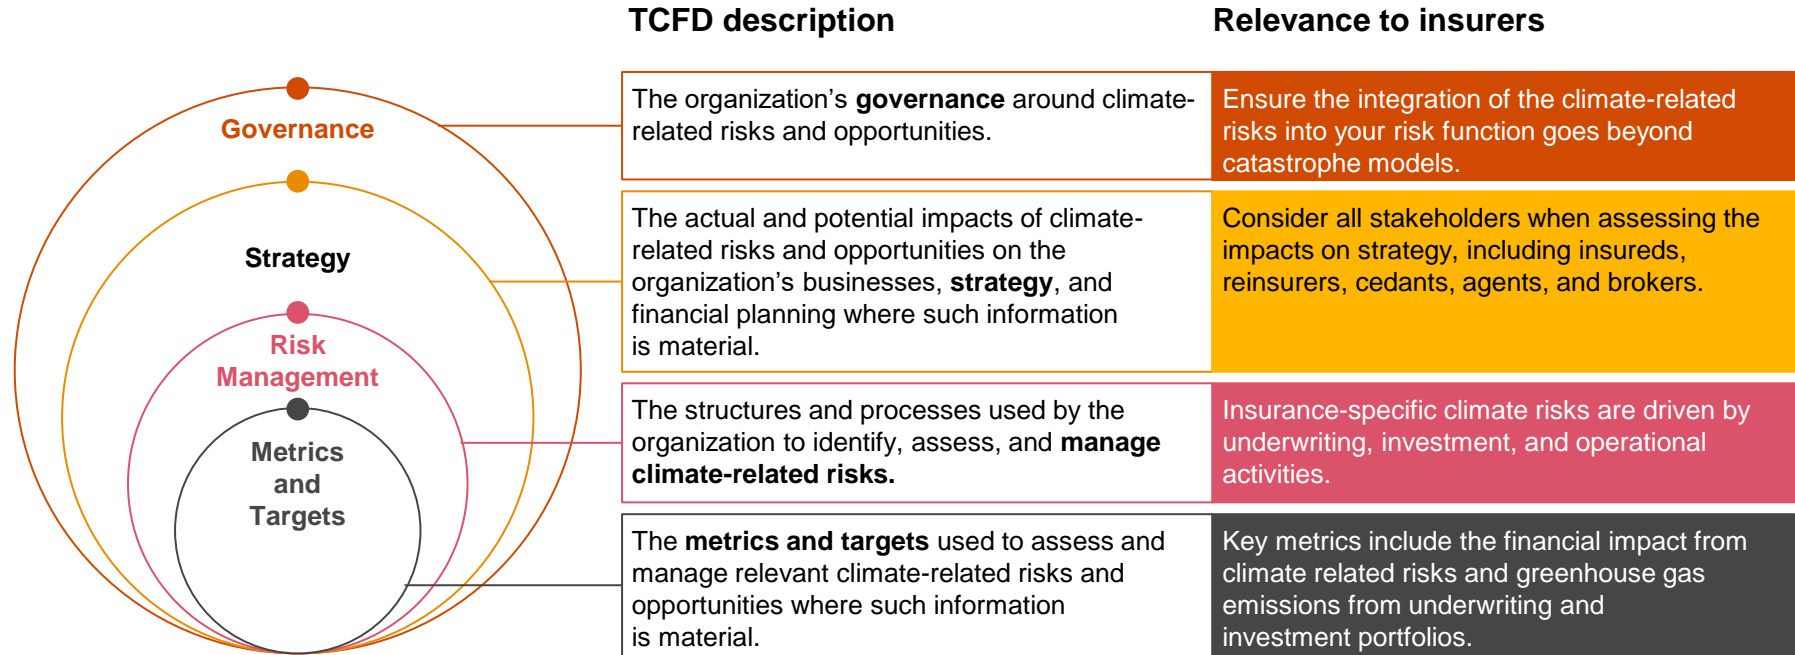 TCFD description
Relevance to insurers
Governance
The organization’s governance around climate-
related risks and opportunities.
Ensure the integration of the climate-related
risks into your risk function goes beyond
catastrophe models.
Strategy
The actual and potential impacts of climate-
related risks and opportunities on the
organization’s businesses, strategy, and
financial planning where such information
is material.
Consider all stakeholders when assessing the
impacts on strategy, including insureds,
reinsurers, cedants, agents, and brokers.
Risk
Management
The structures and processes used by the
organization to identify, assess, and manage
climate-related risks.
Insurance-specific climate risks are driven by
underwriting, investment, and operational
activities.
Metrics
and
Targets
The metrics and targets used to assess and
manage relevant climate-related risks and
opportunities where such information
is material.
Key metrics include the financial impact from
climate related risks and greenhouse gas
emissions from underwriting and
investment portfolios.